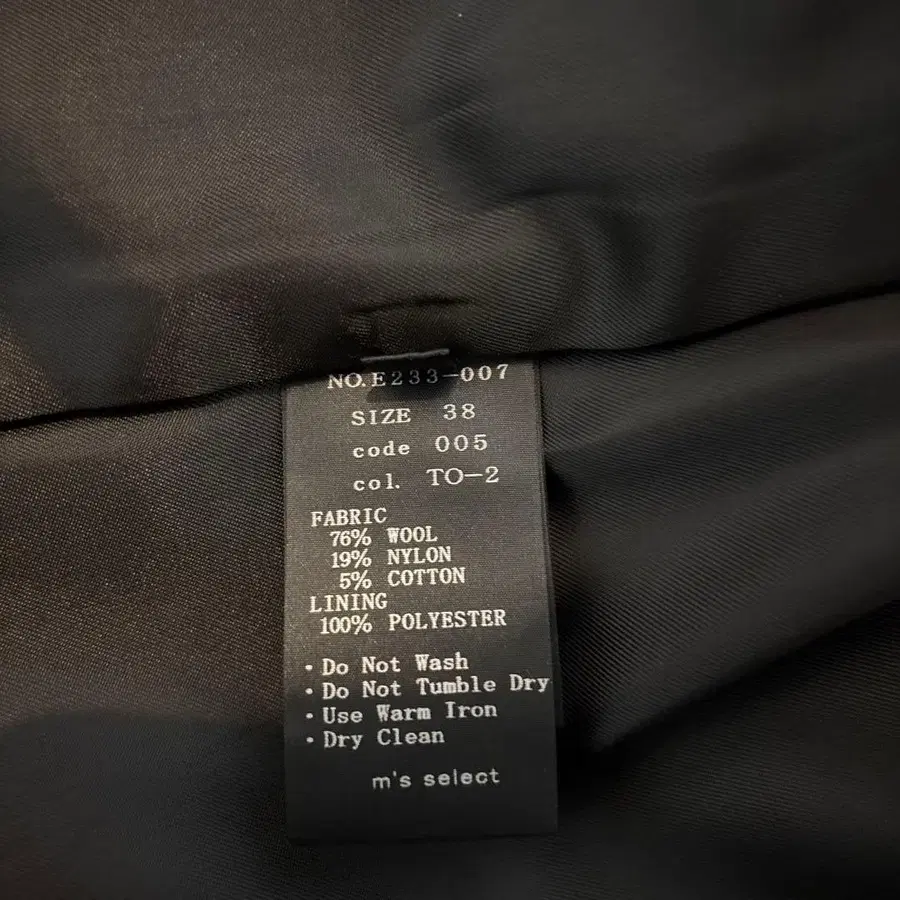 NO. E233-007
SIZE 38
code 005
col. TO-2
FABRIC
76% WOOL
19% NYLON
5% COTTON
LINING
100% POLYESTER
・Do Not Wash
・Do Not Tumble Dry
・Use Warm Iron
・Dry Clean
m's select